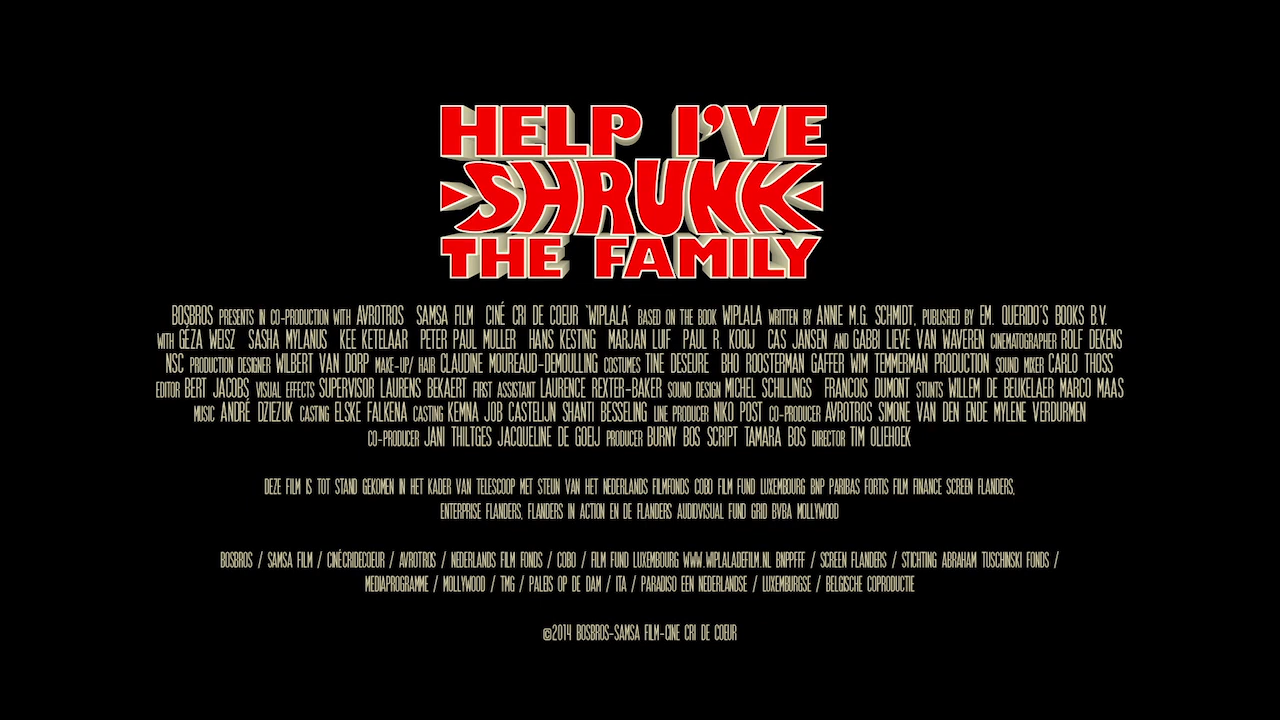 HELP I'VE
SHRUNK
THE FAMILY
BOSBROS PRESENTS IN CO-PRODUCTION WITH AVROTROS SAMSA FILM CINÉ CRI DE COEUR 'WIPLALA' BASED ON THE BOOK WIPLALA WRITTEN BY ANNIE M.G. SCHMIDT, PUBLISHED BY EM. QUERIDO'S BOOKS B.V.
WITH GÉZA WEISZ SASHA MYLANUS KEE KETELAAR PETER PAUL MULLER HANS KESTING MARJAN LUIF PAUL R. KOOIJ CAS JANSEN AND GABBI LIEVE VAN WAVEREN CINEMATOGRAPHER ROLF DEKENS
NSC PRODUCTION DESIGNER WILBERT VAN DORP MAKE-UP/ HAIR CLAUDINE MOUREAUD-DEMOULLING COSTUMES TINE DESEURE BHO ROOSTERMAN GAFFER WIM TEMMERMAN PRODUCTION SOUND MIXER CARLO THOSS
EDITOR BERT JACOBS VISUAL EFFECTS SUPERVISOR LAURENS BEKAERT FIRST ASSISTANT LAURENCE REXTER-BAKER SOUND DESIGN MICHEL SCHILLINGS FRANCOIS DUMONT STUNTS WILLEM DE BEUKELAER MARCO MAAS
MUSIC ANDRÉ DZIEZUK CASTING ELSKE FALKENA CASTING KEMNA JOB CASTELIJN SHANTI BESSELING LINE PRODUCER NIKO POST CO-PRODUCER AVROTROS SIMONE VAN DEN ENDE MYLENE VERDURMEN
CO-PRODUCER JANI THILTGES JACQUELINE DE GOEIJ PRODUCER BURNY BOS SCRIPT TAMARA BOS DIRECTOR TIM OLIEHOEK
DEZE FILM IS TOT STAND GEKOMEN IN HET KADER VAN TELESCOOP MET STEUN VAN HET NEDERLANDS FILMFONDS COBO FILM FUND LUXEMBOURG BNP PARIBAS FORTIS FILM FINANCE SCREEN FLANDERS,
ENTERPRISE FLANDERS, FLANDERS IN ACTION EN DE FLANDERS AUDIOVISUAL FUND GRID BVBA MOLLYWOOD
BOSBROS / SAMSA FILM / CINÉCRIDECOEUR / AVROTROS / NEDERLANDS FILM FONDS / COBO / FILM FUND LUXEMBOURG WWW.WIPLALADEFILM.NL BNPPFFF / SCREEN FLANDERS / STICHTING ABRAHAM TUSCHINSKI FONDS /
MEDIAPROGRAMME / MOLLYWOOD / TMG / PALEIS OP DE DAM / ITA / PARADISO EEN NEDERLANDSE / LUXEMBURGSE / BELGISCHE COPRODUCTIE
©2014 BOSBROS-SAMSA FILM-CINE CRI DE COEUR